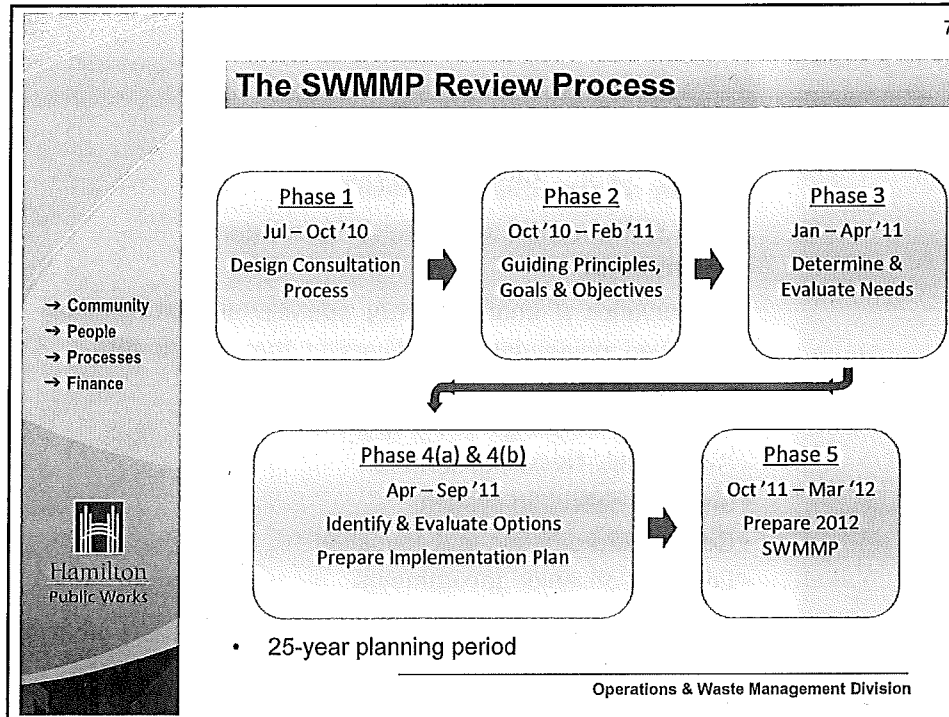 7
The SWMMP Review Process
Phase 1
Jul – Oct '10
Design Consultation
Process
Phase 2
Oct '10 – Feb '11
Guiding Principles,
Goals & Objectives
Phase 3
Jan – Apr '11
Determine &
Evaluate Needs
→ Community
→ People
→ Processes
→ Finance
Phase 4(a) & 4(b)
Apr – Sep '11
Identify & Evaluate Options
Prepare Implementation Plan
Phase 5
Oct '11 – Mar '12
Prepare 2012
SWMMP
Hamilton
Public Works
• 25-year planning period
Operations & Waste Management Division